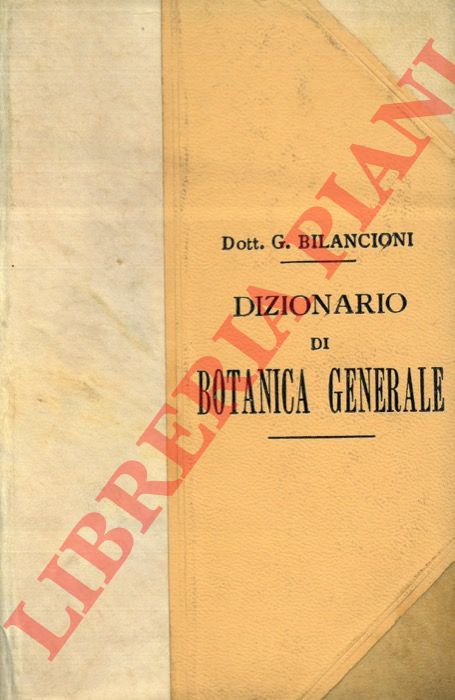 Dott. G. BILANCIONI
DIZIONARIO
DI
BOTANICA GENERALE
LIBRERIA PIANI